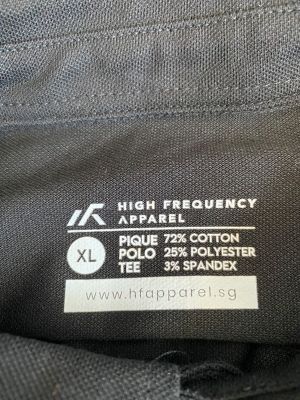 HIGH FREQUENCY
APPAREL
XL
PIQUE 72% COTTON
POLO 25% POLYESTER
TEE 3% SPANDEX
www.hfapparel.sg